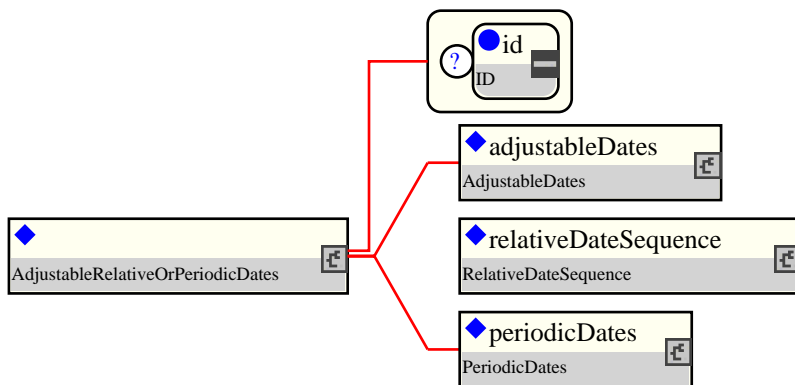 ?
id
ID
adjustableDates
AdjustableDates
AdjustableRelativeOrPeriodicDates
relativeDateSequence
RelativeDateSequence
periodicDates
PeriodicDates